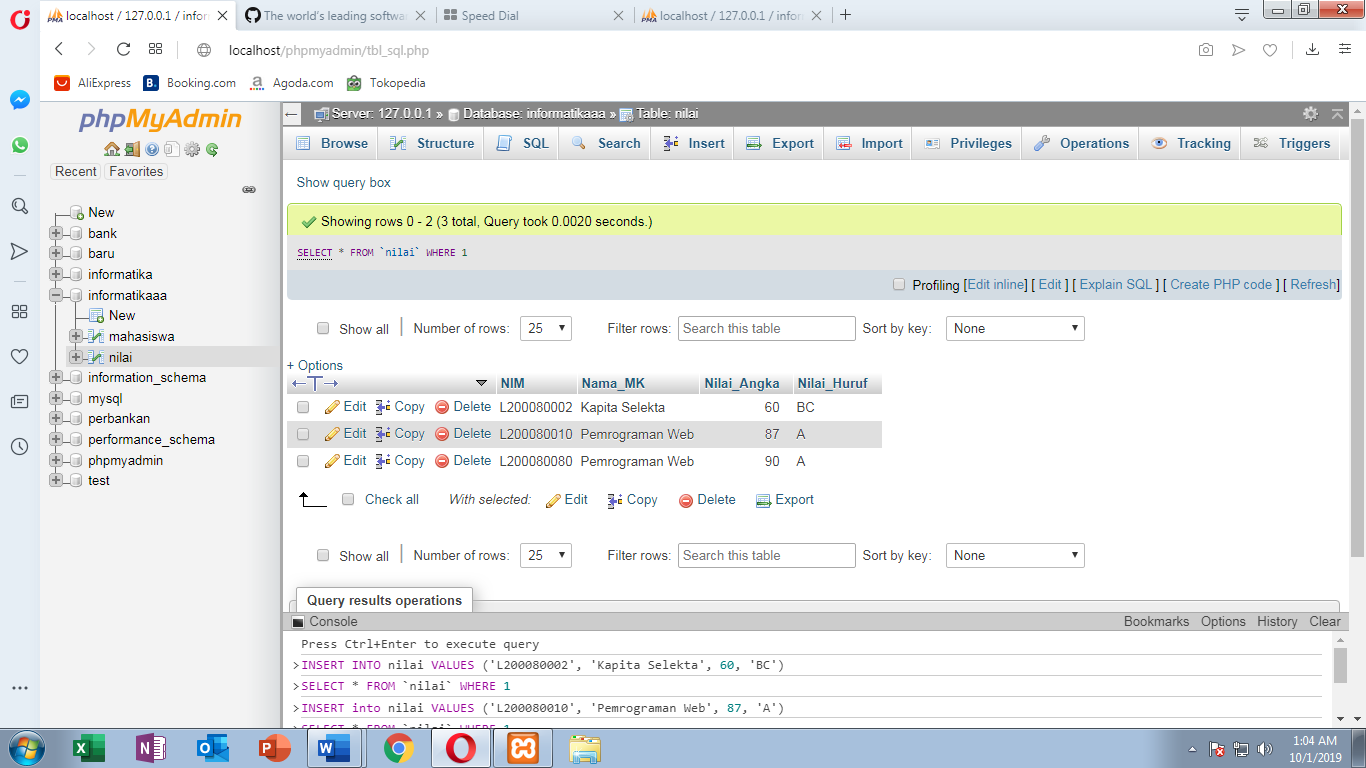 localhost / 127.0.0.1 / infor
The world's leading softwa
Speed Dial
localhost / 127.0.0.1 / infor
localhost/phpmyadmin/tbl_sql.php
AliExpress
Booking.com
Agoda.com
Tokopedia
phpMyAdmin
Recent
Favorites
New
bank
baru
informatika
informatikaaa
New
mahasiswa
nilai
information_schema
mysql
perbankan
performance_schema
phpmyadmin
test
Server: 127.0.0.1 » Database: informatikaaa » Table: nilai
Browse Structure SQL Search Insert Export Import Privileges Operations Tracking Triggers
Show query box
Showing rows 0 - 2 (3 total, Query took 0.0020 seconds.)
SELECT * FROM `nilai` WHERE 1
Profiling [Edit inline] [ Edit ] [ Explain SQL ] [ Create PHP code ] [ Refresh]
Show all | Number of rows: 25 Filter rows: Search this table Sort by key: None
+ Options
←T→ NIM Nama_MK Nilai_Angka Nilai_Huruf
Edit Copy Delete L200080002 Kapita Selekta 60 BC
Edit Copy Delete L200080010 Pemrograman Web 87 A
Edit Copy Delete L200080080 Pemrograman Web 90 A
Check all With selected: Edit Copy Delete Export
Show all | Number of rows: 25 Filter rows: Search this table Sort by key: None
Query results operations
Console Bookmarks Options History Clear
Press Ctrl+Enter to execute query
>INSERT INTO nilai VALUES ('L200080002', 'Kapita Selekta', 60, 'BC')
>SELECT * FROM `nilai` WHERE 1
>INSERT into nilai VALUES ('L200080010', 'Pemrograman Web', 87, 'A')
>SELECT * FROM `nilai` WHERE 1
1:04 AM
10/1/2019